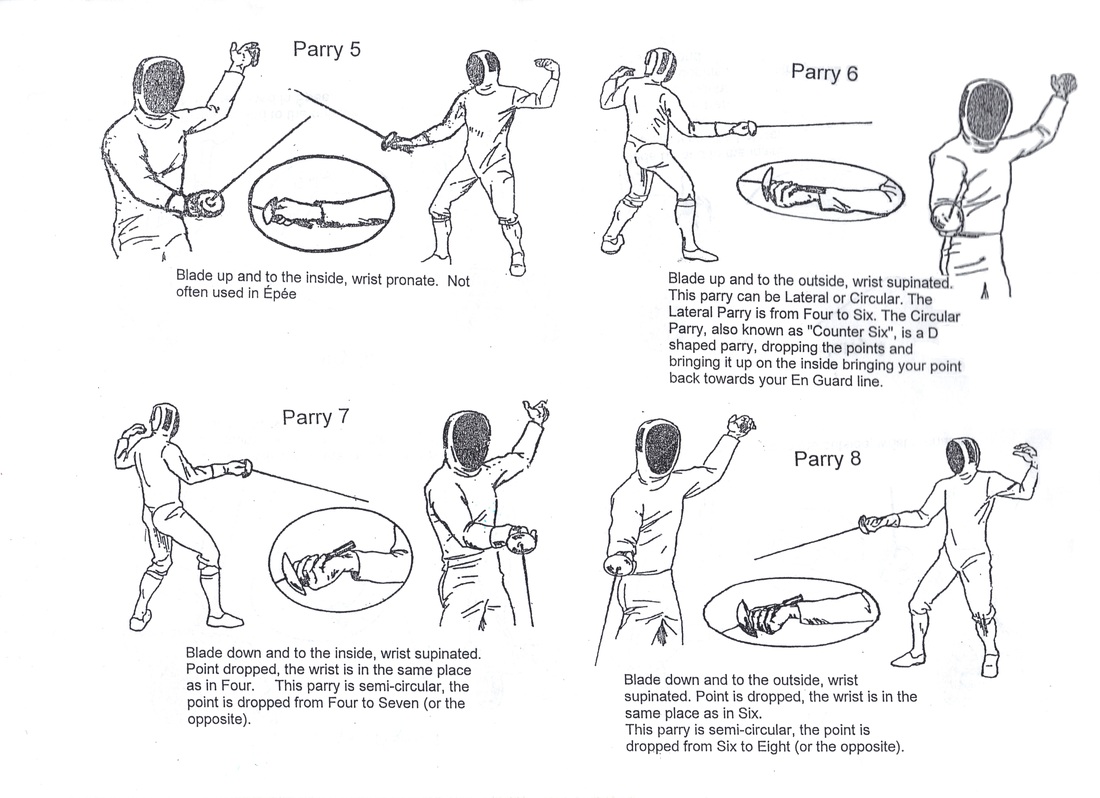 Parry 5
Blade up and to the inside, wrist pronate.  Not
often used in Épée
Parry 6
Blade up and to the outside, wrist supinated.
This parry can be Lateral or Circular. The
Lateral Parry is from Four to Six. The Circular
Parry, also known as "Counter Six", is a D
shaped parry, dropping the points and
bringing it up on the inside bringing your point
back towards your En Guard line.
Parry 7
Blade down and to the inside, wrist supinated.
Point dropped, the wrist is in the same place
as in Four.     This parry is semi-circular, the
point is dropped from Four to Seven (or the
opposite).
Parry 8
Blade down and to the outside, wrist
supinated. Point is dropped, the wrist is in the
same place as in Six.
This parry is semi-circular, the point is
dropped from Six to Eight (or the opposite).